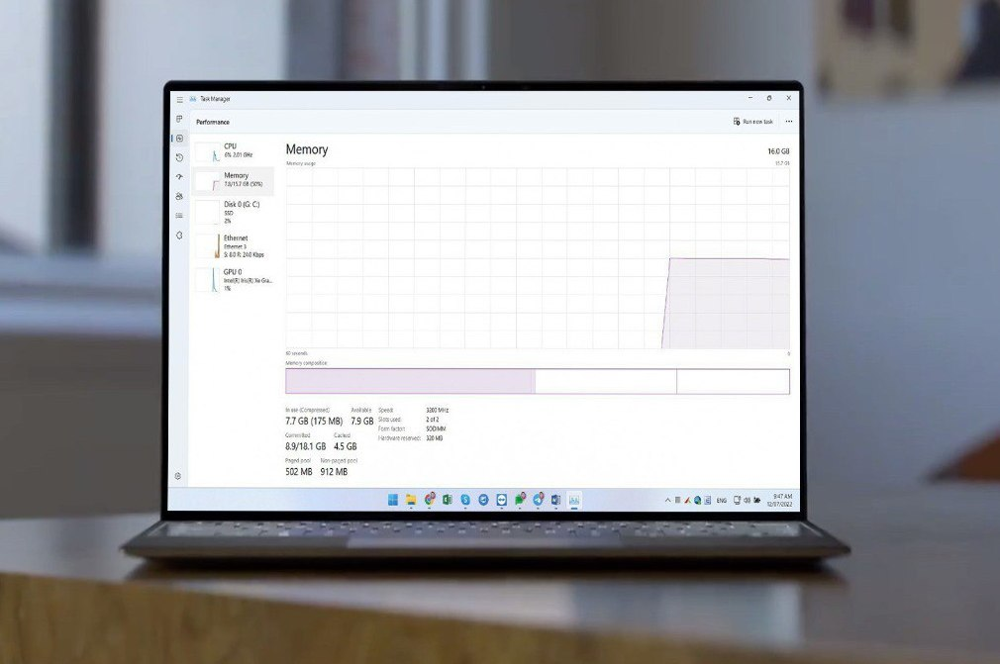 Task Manager
Performance
Run new task
CPU
6% 2.01 GHz
Memory
7.8/15.7 GB (50%)
Disk 0 (G: C:)
SSD
2%
Ethernet
Ethernet 3
S: 8.0 R: 24.0 Kbps
GPU 0
Intel(R) Iris(R) Xe Gra...
1%
Memory
16.0 GB
Memory usage
15.7 GB
60 seconds
0
Memory composition
In use (Compressed)
Available
7.7 GB (175 MB)
7.9 GB
Committed
Cached
8.9/18.1 GB
4.5 GB
Paged pool
Non-paged pool
502 MB
912 MB
Speed:
3200 MHz
Slots used:
2 of 2
Form factor:
SODIMM
Hardware reserved:
320 MB
ENG
9:47 AM
12/07/2022